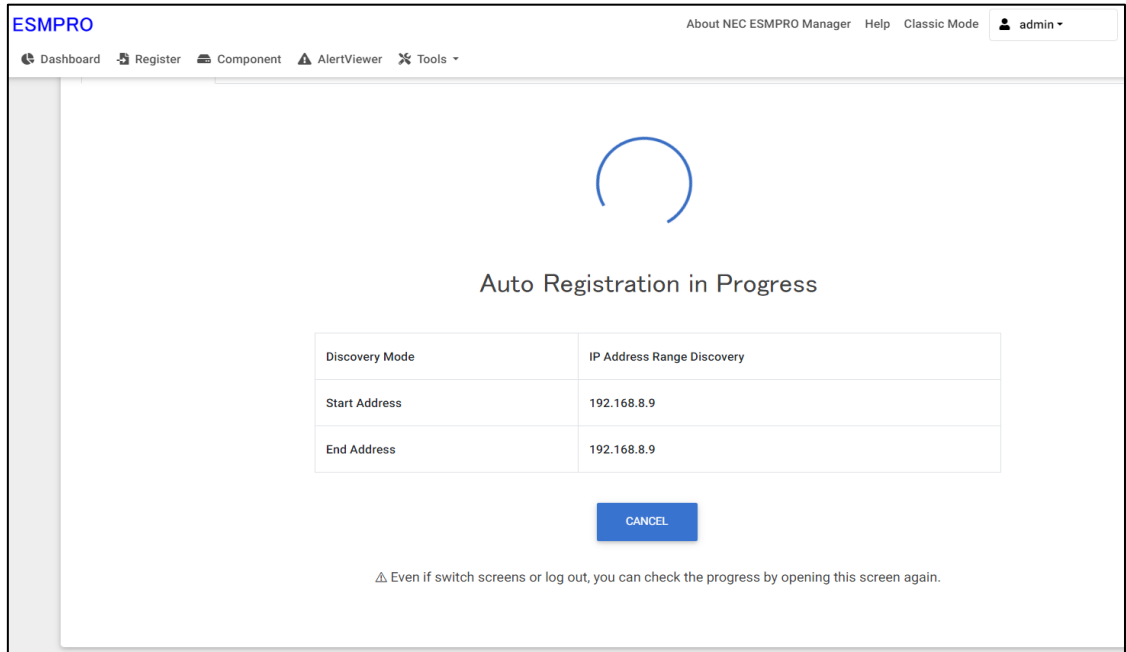 ESMPRO
About NEC ESMPRO Manager Help Classic Mode admin
Dashboard Register Component AlertViewer Tools
Auto Registration in Progress
Discovery Mode IP Address Range Discovery
Start Address 192.168.8.9
End Address 192.168.8.9
CANCEL
Even if switch screens or log out, you can check the progress by opening this screen again.